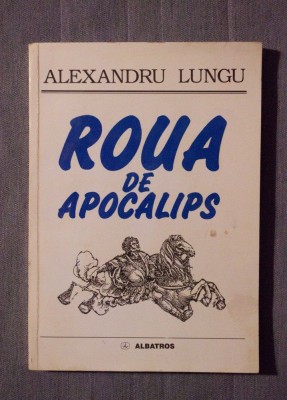 ALEXANDRU LUNGU
ROUA
DE
APOCALIPS
ALBATROS